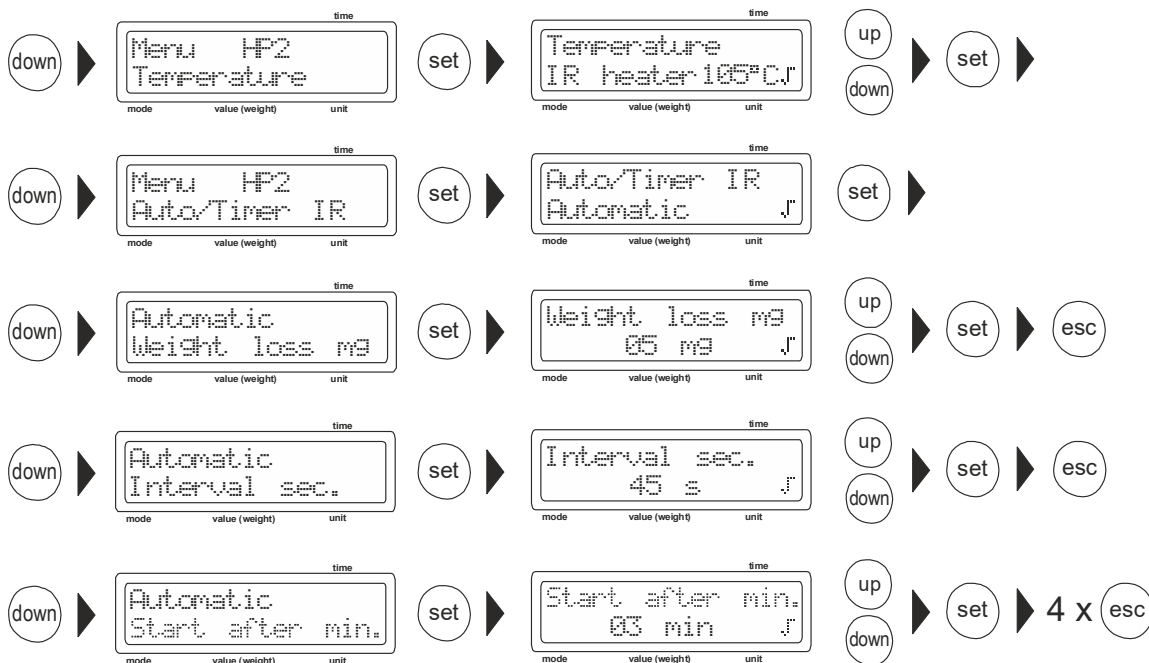 time
down
Menu HP2
Temperature
mode value (weight) unit
set
time
Temperature
IR heater 105°C
mode value (weight) unit
up
down
set
time
down
Menu HP2
Auto/Timer IR
mode value (weight) unit
set
time
Auto/Timer IR
Automatic
mode value (weight) unit
set
time
down
Automatic
Weight loss mg
mode value (weight) unit
set
time
Weight loss mg
05 mg
mode value (weight) unit
up
down
set
esc
time
down
Automatic
Interval sec.
mode value (weight) unit
set
time
Interval sec.
45 s
mode value (weight) unit
up
down
set
esc
time
down
Automatic
Start after min.
mode value (weight) unit
set
time
Start after min.
03 min
mode value (weight) unit
up
down
set
4 x esc